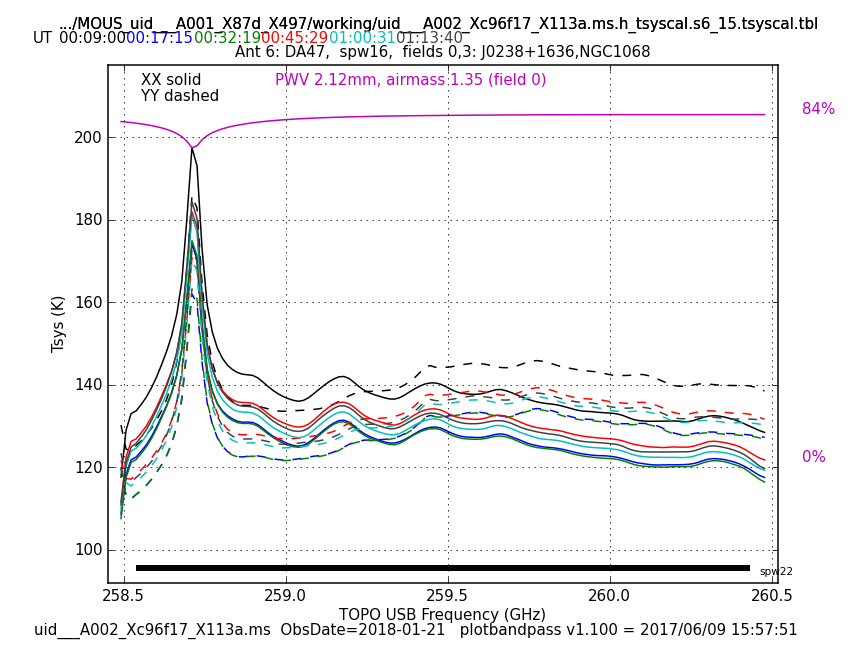 .../MOUS_uid___A001_X87d_X497/working/uid___A002_Xc96f17_X113a.ms.h_tsyscal.s6_15.tsyscal.tbl
UT 00:09:00 00:17:15 00:32:19 00:45:29 01:00:31 01:13:40
Ant 6: DA47,  spw16,  fields 0,3: J0238+1636,NGC1068
XX solid
PWV 2.12mm, airmass 1.35 (field 0)
YY dashed
84%
200
180
160
140
120
100
Tsys (K)
0%
spw22
258.5 259.0 259.5 260.0 260.5
TOPO USB Frequency (GHz)
uid___A002_Xc96f17_X113a.ms  ObsDate=2018-01-21   plotbandpass v1.100 = 2017/06/09 15:57:51